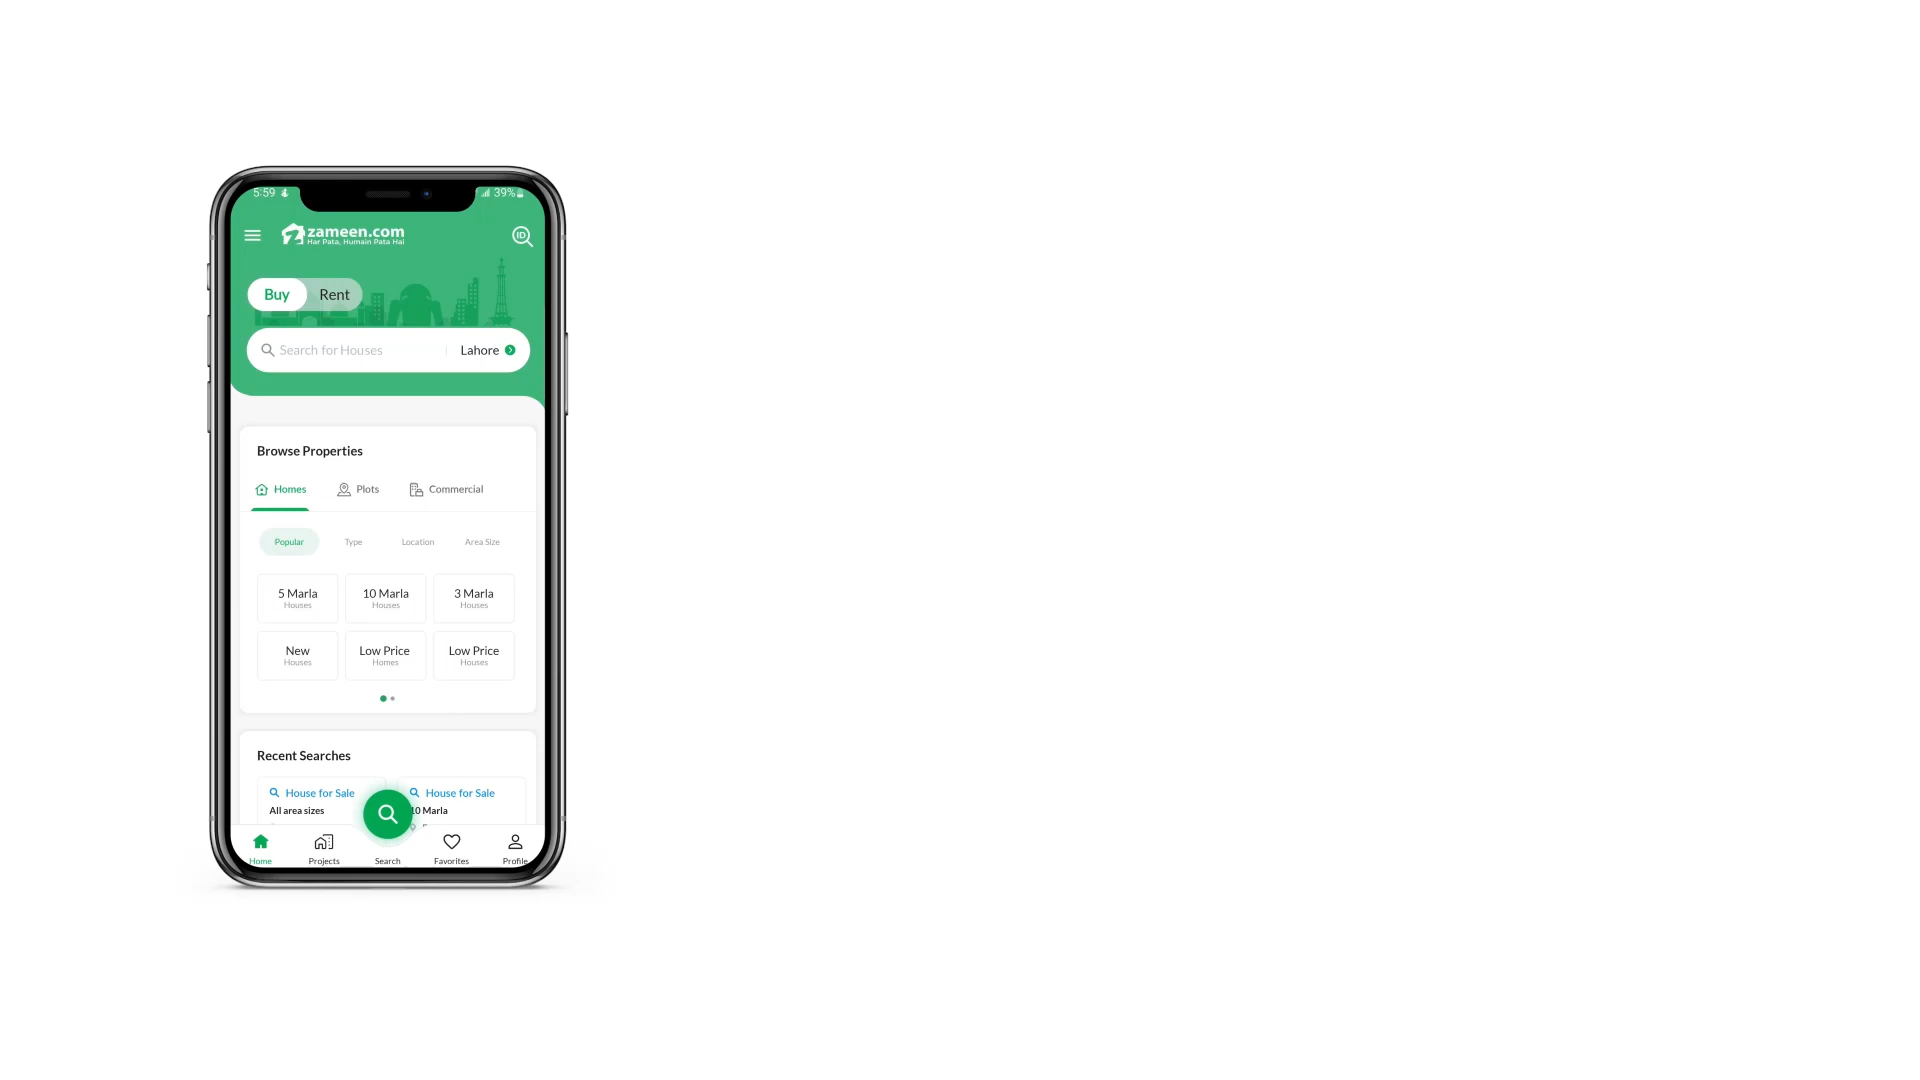 5:59
39%
zameen.com
Har Pata, Humain Pata Hai
ID
Buy Rent
Search for Houses Lahore
Browse Properties
Homes Plots Commercial
Popular Type Location Area Size
5 Marla 10 Marla 3 Marla
Houses Houses Houses
New Low Price Low Price
Houses Homes Houses
Recent Searches
House for Sale House for Sale
All area sizes 10 Marla
Home Projects Search Favorites Profile